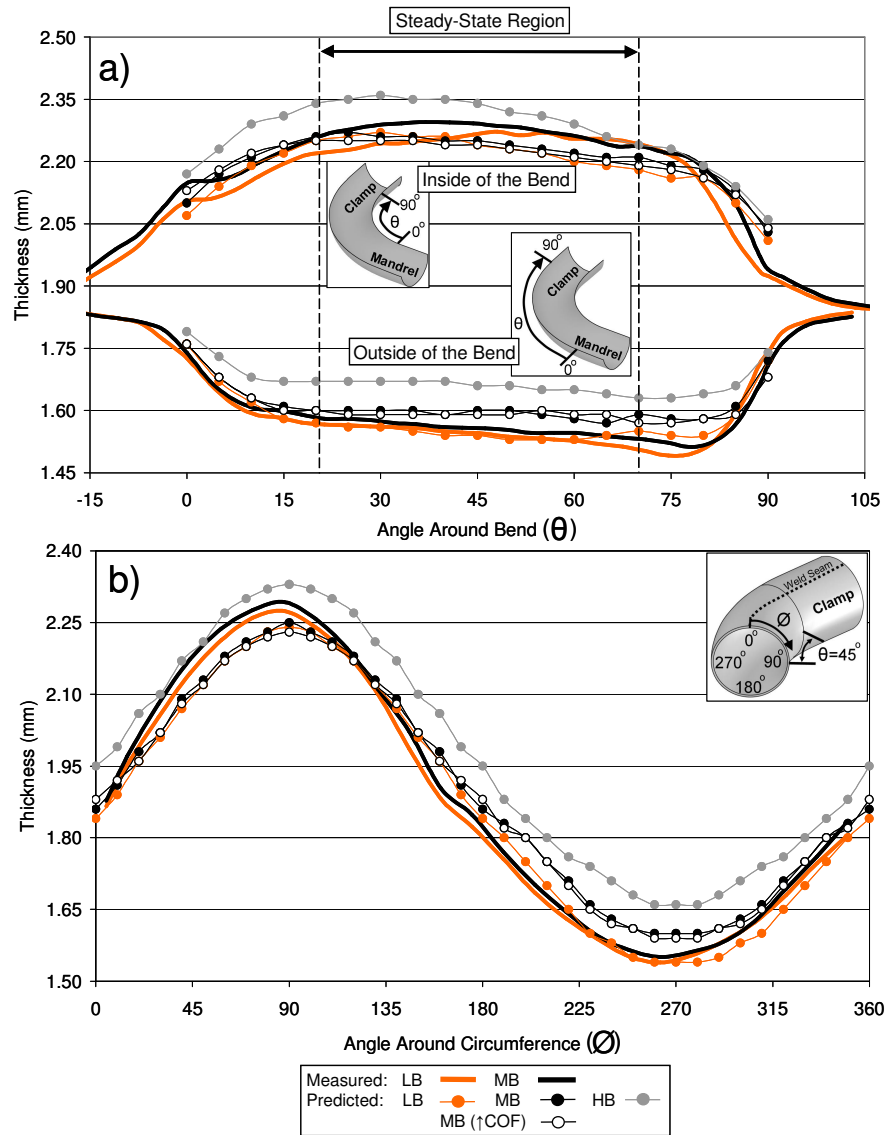 Steady-State Region
a)
2.50
2.35
2.20
2.05
1.90
1.75
1.60
1.45
Thickness (mm)
Inside of the Bend
Clamp
90°
θ
0°
Mandrel
Outside of the Bend
90°
Clamp
θ
Mandrel
0°
-15 0 15 30 45 60 75 90 105
Angle Around Bend (θ)
b)
2.40
2.25
2.10
1.95
1.80
1.65
1.50
Thickness (mm)
Weld Seam
Clamp
Ø
0°
270° 90°
180°
θ=45°
0 45 90 135 180 225 270 315 360
Angle Around Circumference (Ø)
Measured: LB MB
Predicted: LB MB HB
MB (↑COF)